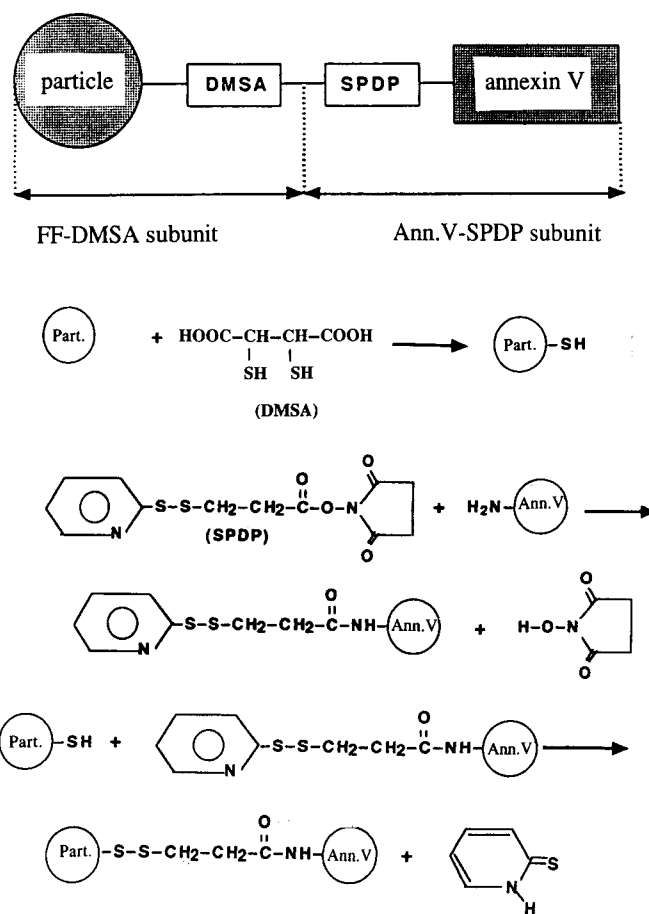 particle DMSA SPDP annexin V
FF-DMSA subunit Ann.V-SPDP subunit
Part. + HOOC-CH-CH-COOH Part. -SH
SH SH
(DMSA)
O
O
S-S-CH2-CH2-C-O-N + H2N- Ann.V
N (SPDP)
O
O
O
S-S-CH2-CH2-C-NH- Ann.V + H-O-N
N
O
Part. -SH + O
S-S-CH2-CH2-C-NH- Ann.V
N
O
Part. -S-S-CH2-CH2-C-NH- Ann.V + =S
N
H